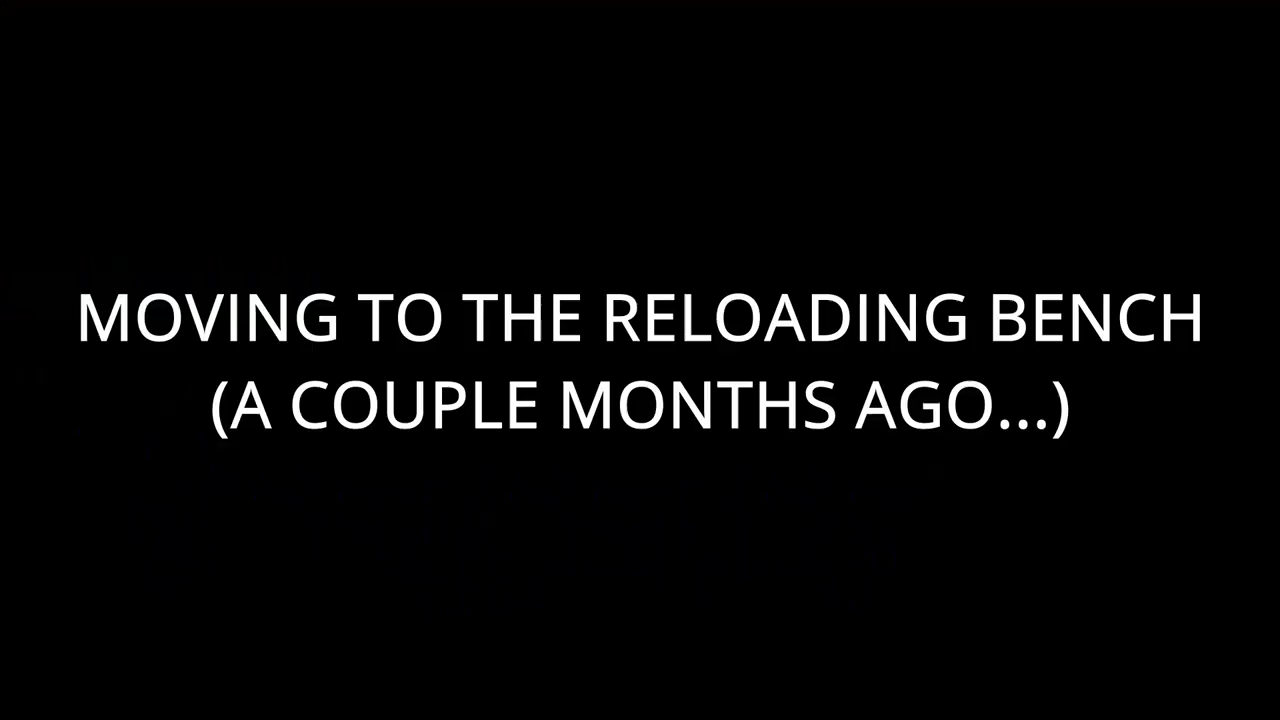 MOVING TO THE RELOADING BENCH
(A COUPLE MONTHS AGO...)